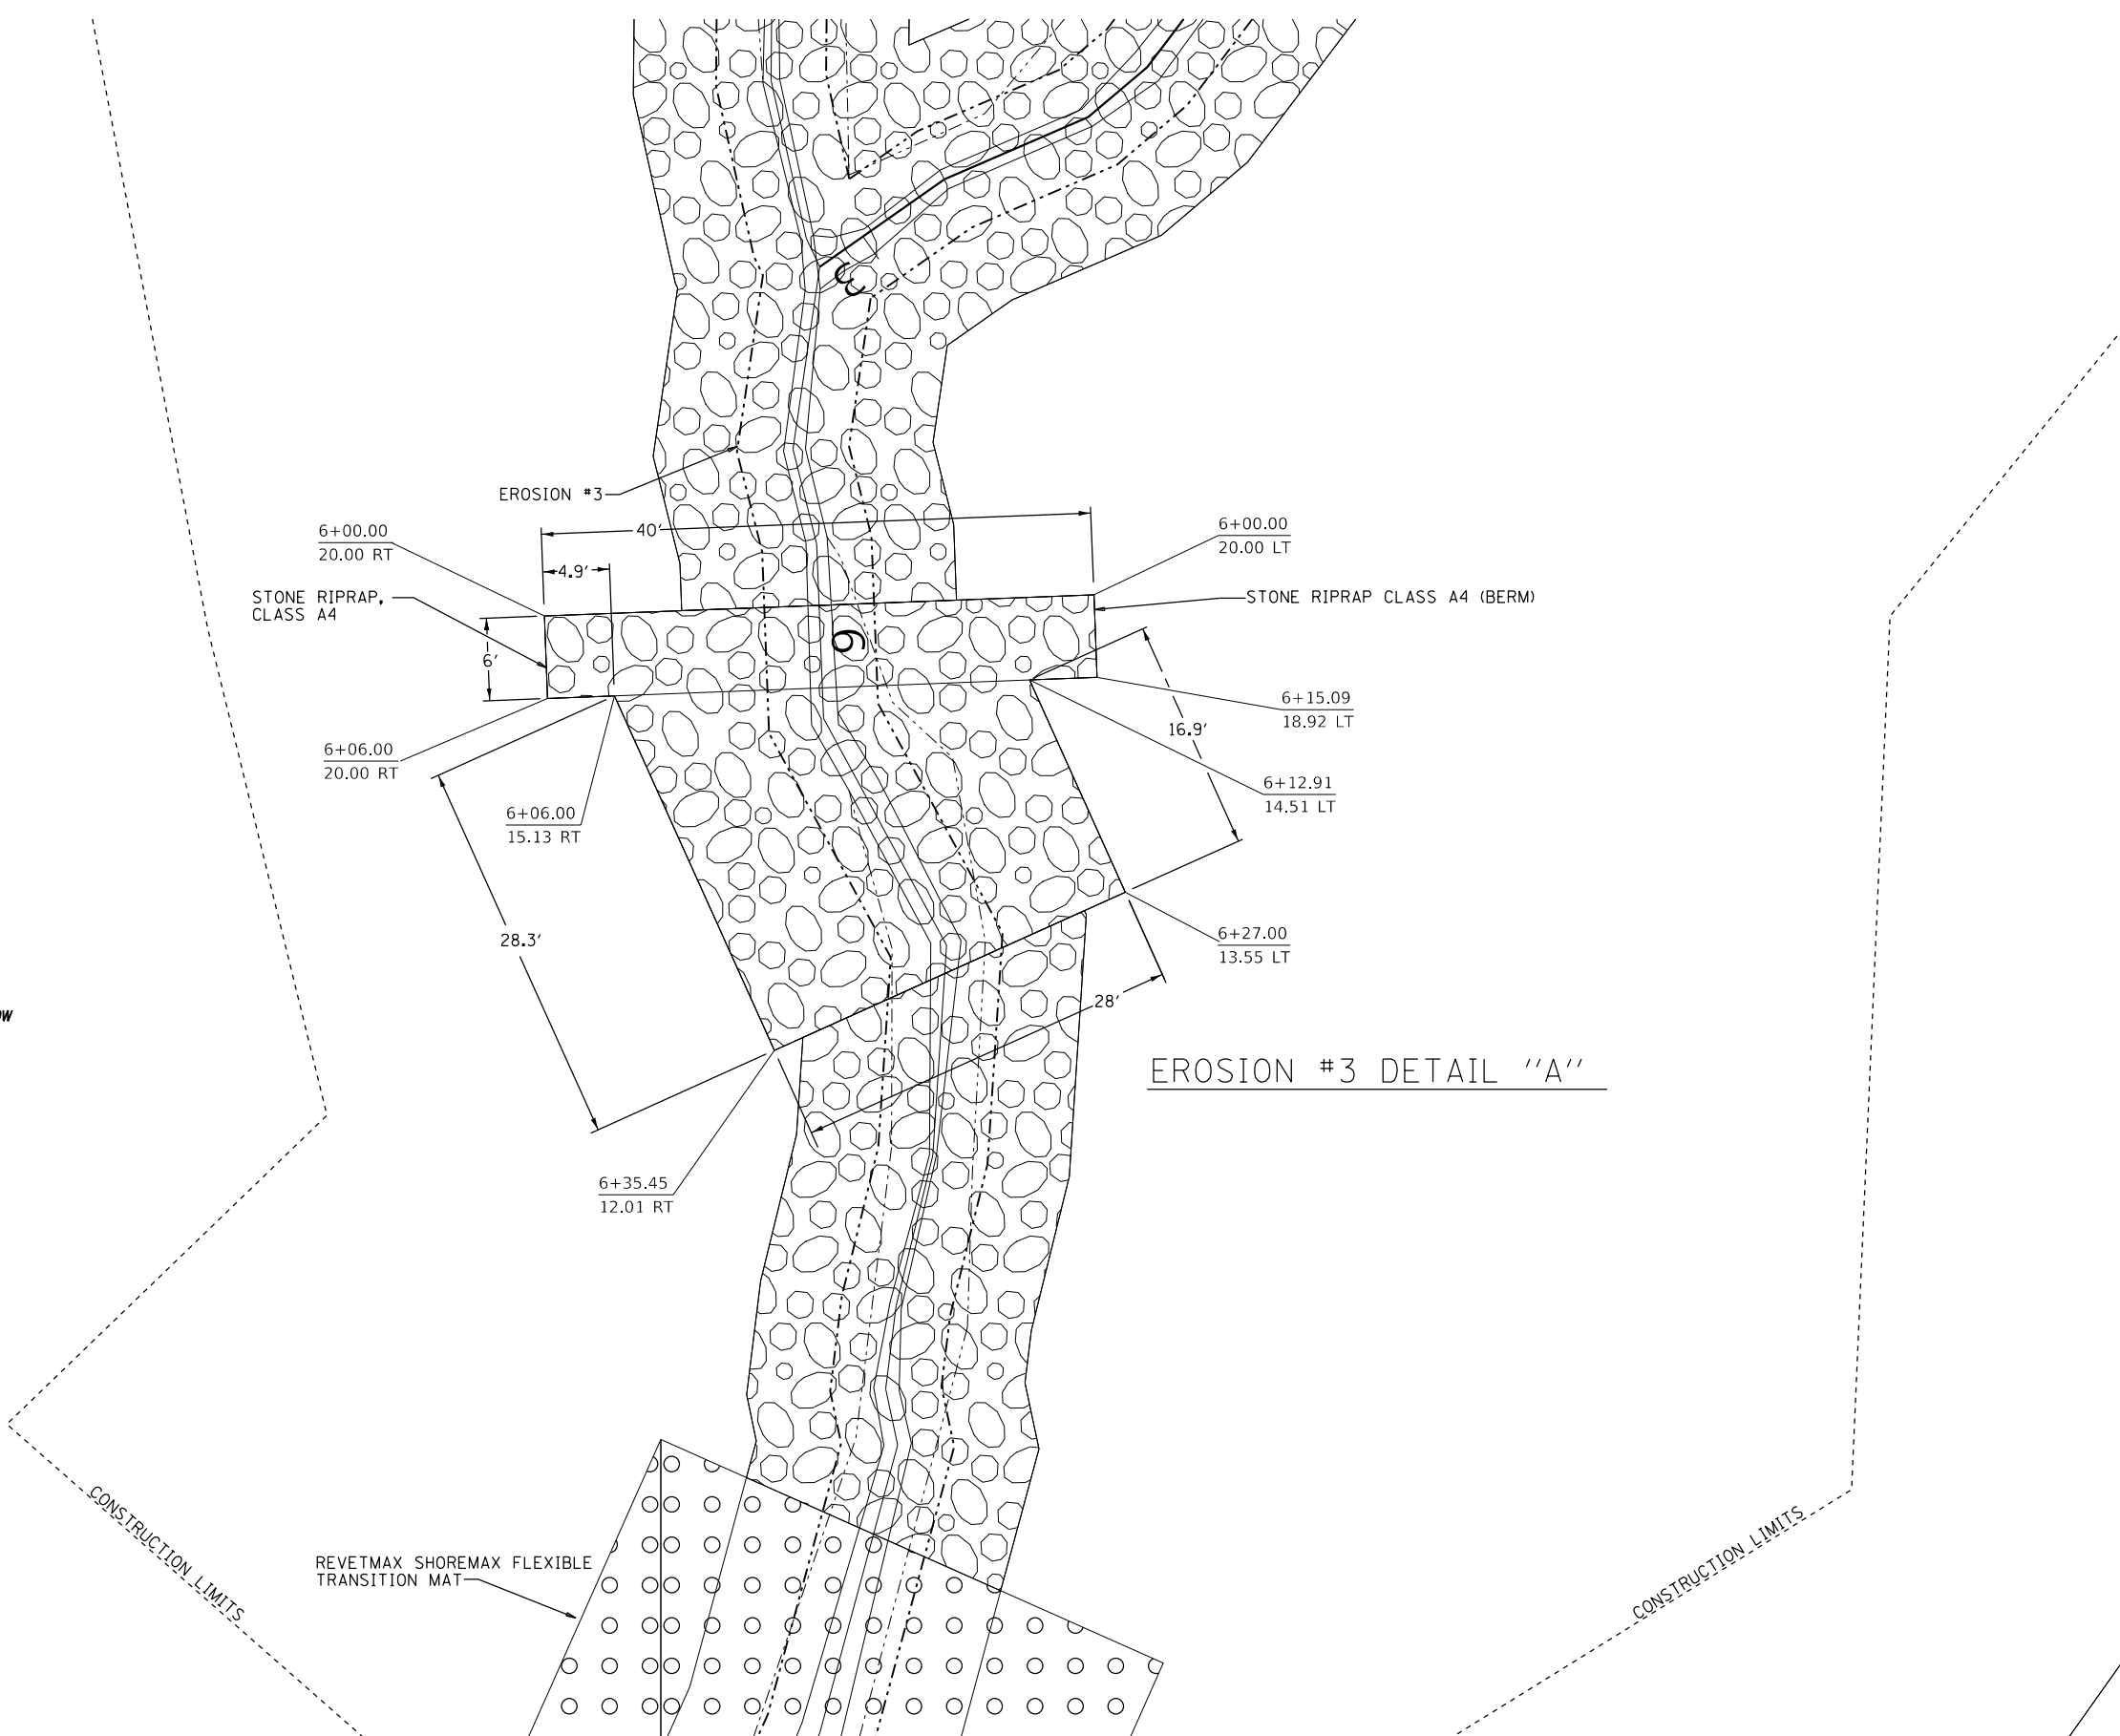 3
EROSION #3
40'
6+00.00
20.00 RT
6+00.00
20.00 LT
4.9'
STONE RIPRAP,
CLASS A4
STONE RIPRAP CLASS A4 (BERM)
6
6'
6+15.09
18.92 LT
16.9'
6+06.00
20.00 RT
6+12.91
14.51 LT
6+06.00
15.13 RT
28.3'
6+27.00
13.55 LT
28'
EROSION #3 DETAIL "A"
6+35.45
12.01 RT
CONSTRUCTION LIMITS
CONSTRUCTION LIMITS
REVETMAX SHOREMAX FLEXIBLE
TRANSITION MAT